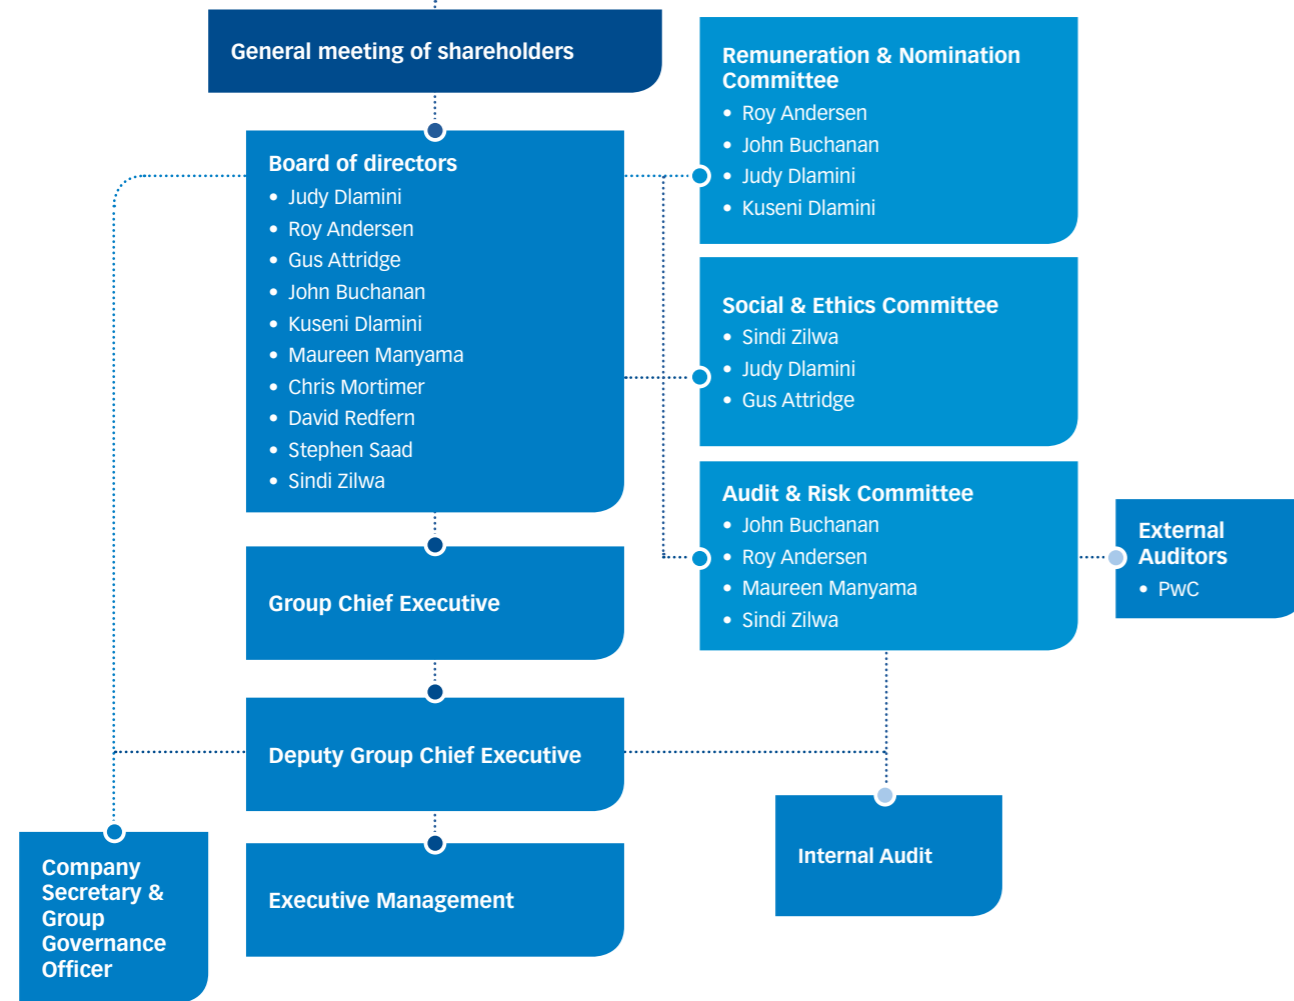 General meeting of shareholders
Board of directors
• Judy Dlamini
• Roy Andersen
• Gus Attridge
• John Buchanan
• Kuseni Dlamini
• Maureen Manyama
• Chris Mortimer
• David Redfern
• Stephen Saad
• Sindi Zilwa
Remuneration & Nomination
Committee
• Roy Andersen
• John Buchanan
• Judy Dlamini
• Kuseni Dlamini
Social & Ethics Committee
• Sindi Zilwa
• Judy Dlamini
• Gus Attridge
Audit & Risk Committee
• John Buchanan
• Roy Andersen
• Maureen Manyama
• Sindi Zilwa
External
Auditors
• PwC
Group Chief Executive
Deputy Group Chief Executive
Executive Management
Internal Audit
Company
Secretary &
Group
Governance
Officer